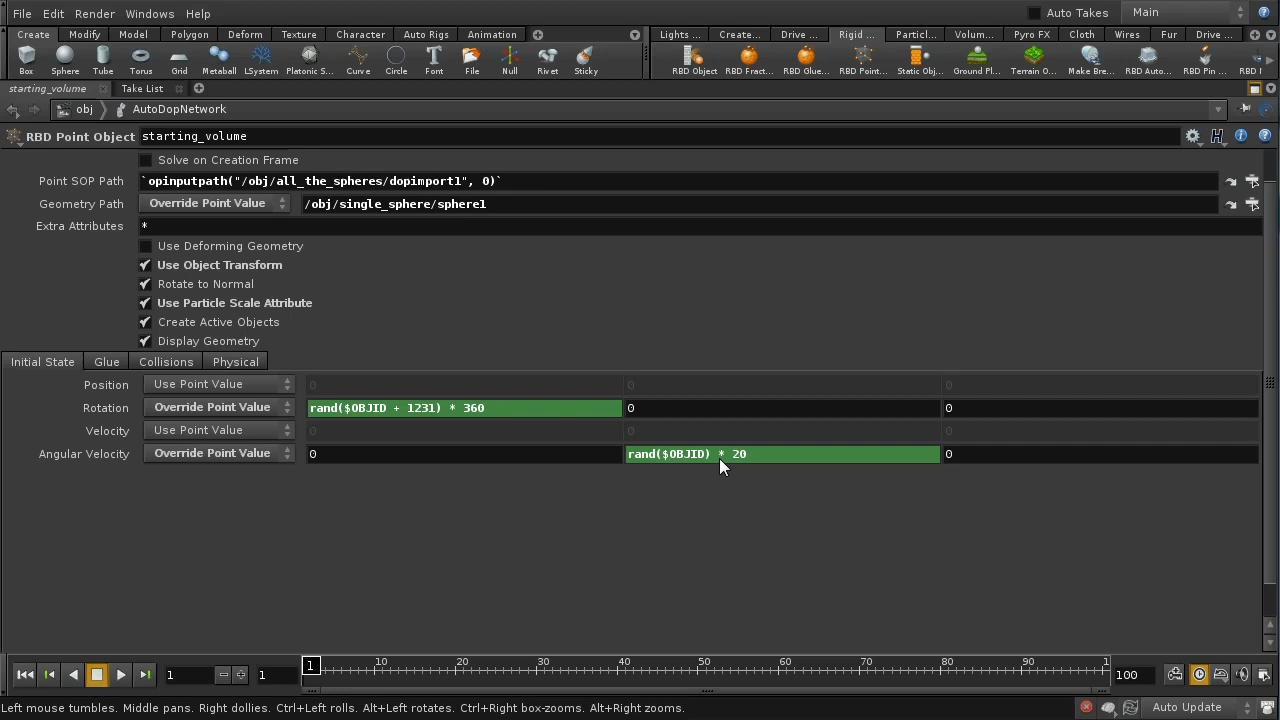 File Edit Render Windows Help Auto Takes Main
Create Modify Model Polygon Deform Texture Character Auto Rigs Animation Lights ... Create... Drive ... Rigid ... Particl... Volum... Pyro FX Cloth Wires Fur Drive ...
Box Sphere Tube Torus Grid Metaball LSystem Platonic S... Curve Circle Font File Null Rivet Sticky RBD Object RBD Fract... RBD Glue... RBD Point... Static Obj... Ground Pl... Terrain O... Make Bre... RBD Auto... RBD Pin ... RBD I
starting_volume Take List
obj AutoDopNetwork
RBD Point Object starting_volume
Solve on Creation Frame
Point SOP Path `opinputpath("/obj/all_the_spheres/dopimport1", 0)`
Geometry Path Override Point Value /obj/single_sphere/sphere1
Extra Attributes *
Use Deforming Geometry
Use Object Transform
Rotate to Normal
Use Particle Scale Attribute
Create Active Objects
Display Geometry
Initial State Glue Collisions Physical
Position Use Point Value 0 0 0
Rotation Override Point Value rand($OBJID + 1231) * 360 0 0
Velocity Use Point Value 0 0 0
Angular Velocity Override Point Value 0 rand($OBJID) * 20 0
1 1 1 10 20 30 40 50 60 70 80 90 1 100
Left mouse tumbles. Middle pans. Right dollies. Ctrl+Left rolls. Alt+Left rotates. Ctrl+Right box-zooms. Alt+Right zooms. Auto Update